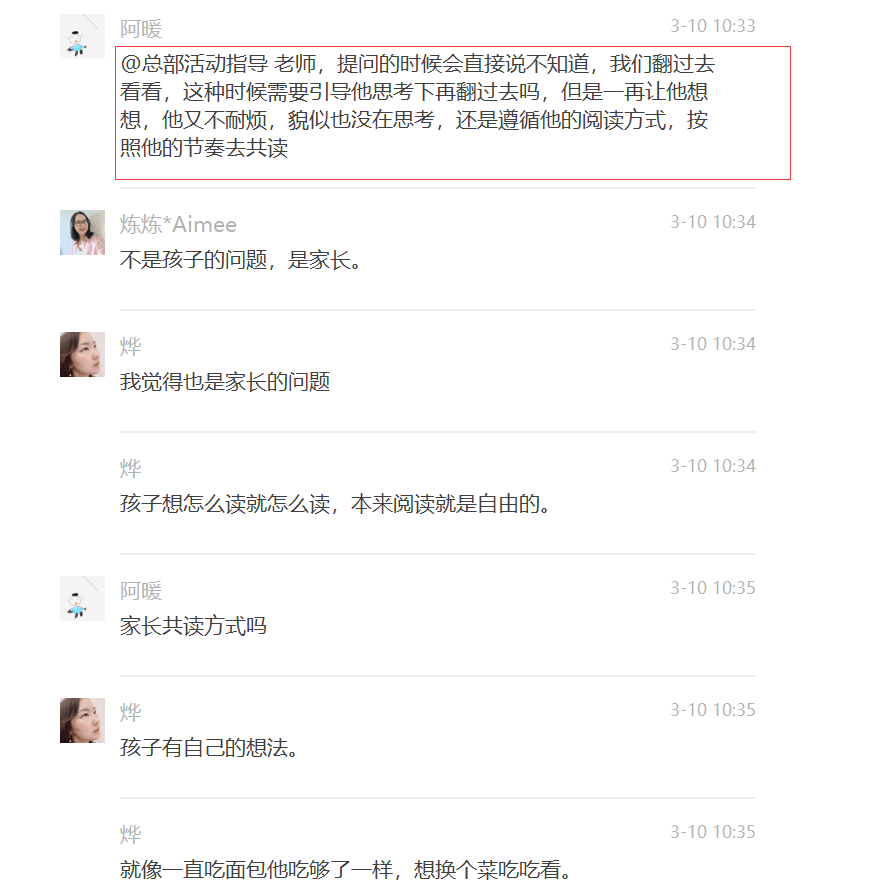 阿暖 3-10 10:33
@总部活动指导 老师，提问的时候会直接说不知道，我们翻过去
看看，这种时候需要引导他思考下再翻过去吗，但是一再让他想
想，他又不耐烦，貌似也没在思考，还是遵循他的阅读方式，按
照他的节奏去共读
炼炼*Aimee 3-10 10:34
不是孩子的问题，是家长。
烨 3-10 10:34
我觉得也是家长的问题
烨 3-10 10:34
孩子想怎么读就怎么读，本来阅读就是自由的。
阿暖 3-10 10:35
家长共读方式吗
烨 3-10 10:35
孩子有自己的想法。
烨 3-10 10:35
就像一直吃面包他吃够了一样，想换个菜吃吃看。